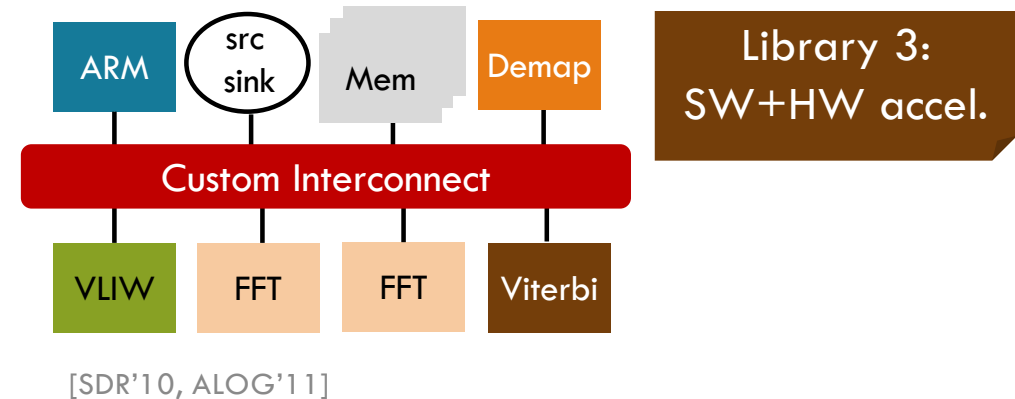 ARM
src
sink
Mem
Demap
Library 3:
SW+HW accel.
Custom Interconnect
VLIW
FFT
FFT
Viterbi
[SDR’10, ALOG’11]